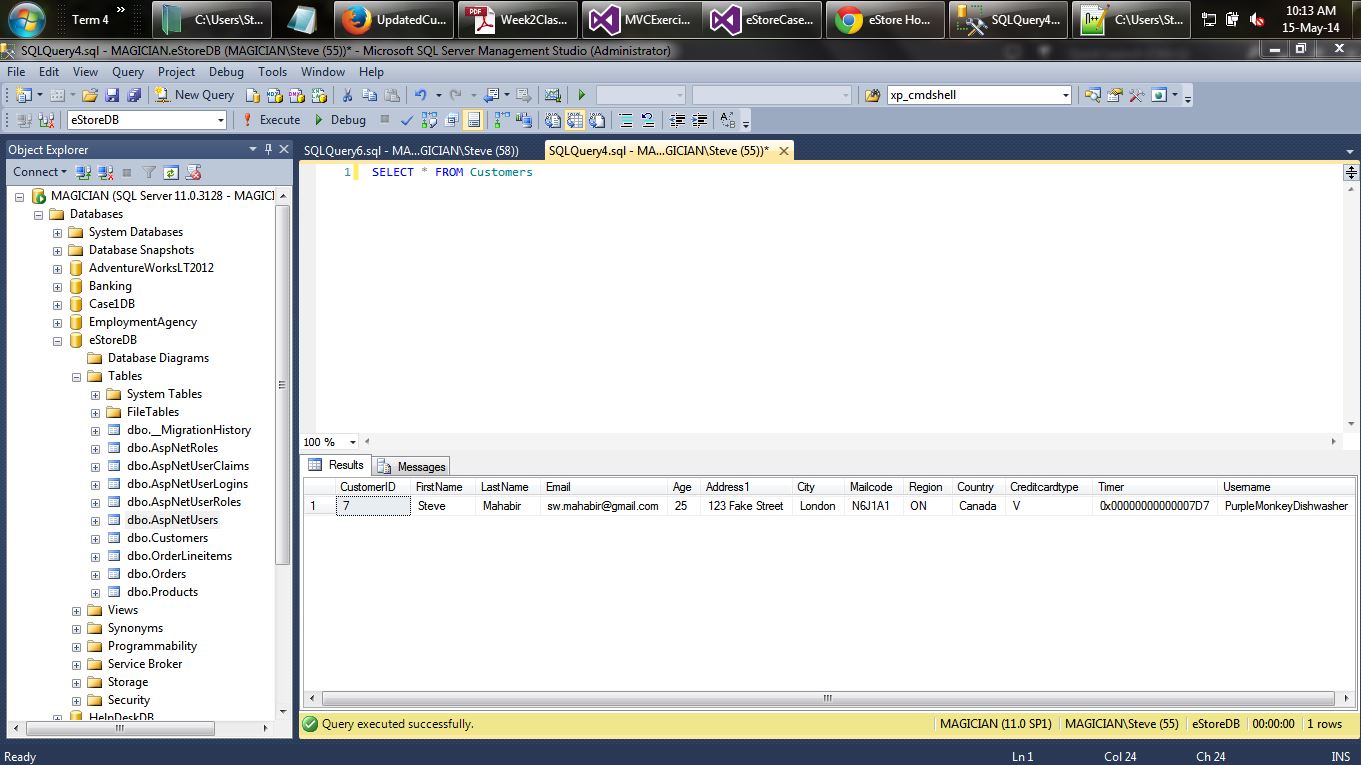 Term 4 » C:\Users\St... UpdatedCu... Week2Clas... MVCExerci... eStoreCase... eStore Ho... SQLQuery4... C:\Users\St... 10:13 AM
PDF 15-May-14
SQLQuery4.sql - MAGICIAN.eStoreDB (MAGICIAN\Steve (55))* - Microsoft SQL Server Management Studio (Administrator)
File Edit View Query Project Debug Tools Window Help
New Query xp_cmdshell
eStoreDB Execute Debug
Object Explorer
Connect
MAGICIAN (SQL Server 11.0.3128 - MAGICI
Databases
System Databases
Database Snapshots
AdventureWorksLT2012
Banking
Case1DB
EmploymentAgency
eStoreDB
Database Diagrams
Tables
System Tables
FileTables
dbo.__MigrationHistory
dbo.AspNetRoles
dbo.AspNetUserClaims
dbo.AspNetUserLogins
dbo.AspNetUserRoles
dbo.AspNetUsers
dbo.Customers
dbo.OrderLineitems
dbo.Orders
dbo.Products
Views
Synonyms
Programmability
Service Broker
Storage
Security
HelpDeskDB
SQLQuery6.sql - MA...GICIAN\Steve (58)) SQLQuery4.sql - MA...GICIAN\Steve (55))*
1 SELECT * FROM Customers
100 %
Results Messages
CustomerID FirstName LastName Email Age Address1 City Mailcode Region Country Creditcardtype Timer Username
1 7 Steve Mahabir sw.mahabir@gmail.com 25 123 Fake Street London N6J1A1 ON Canada V 0x00000000000007D7 PurpleMonkeyDishwasher
Query executed successfully. MAGICIAN (11.0 SP1) MAGICIAN\Steve (55) eStoreDB 00:00:00 1 rows
Ready Ln 1 Col 24 Ch 24 INS